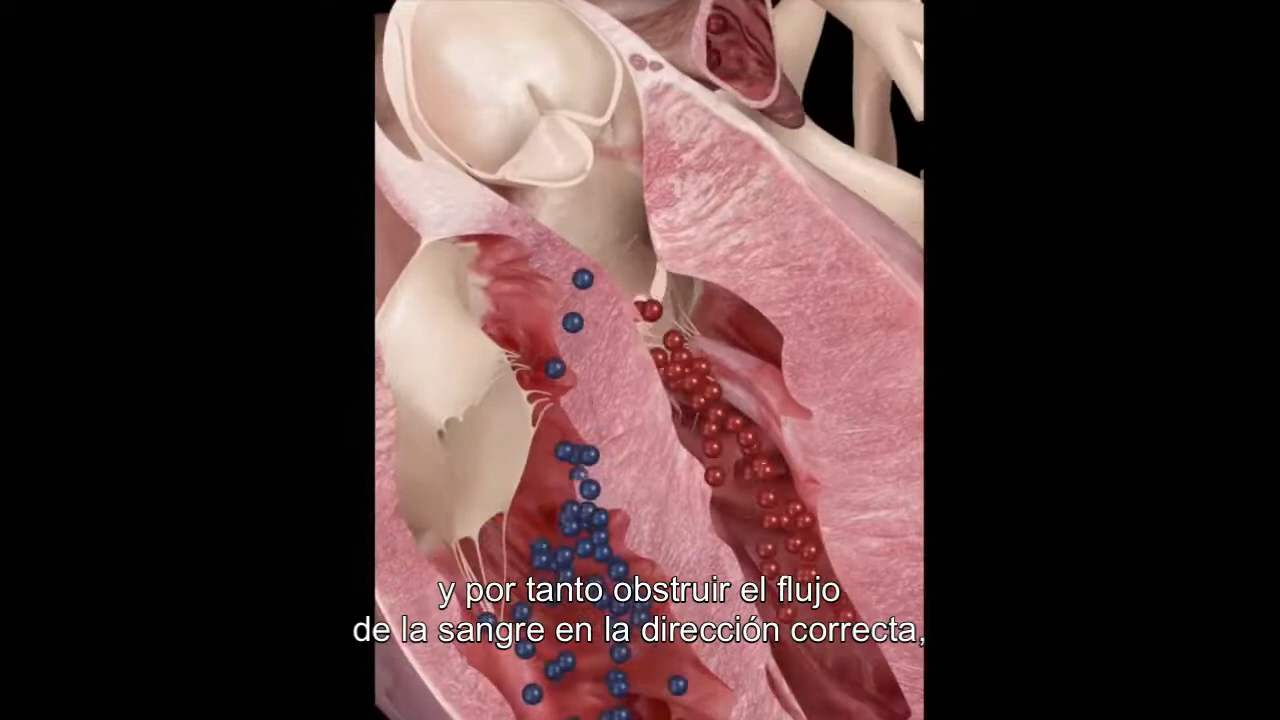 y por tanto obstruir el flujo
de la sangre en la dirección correcta,